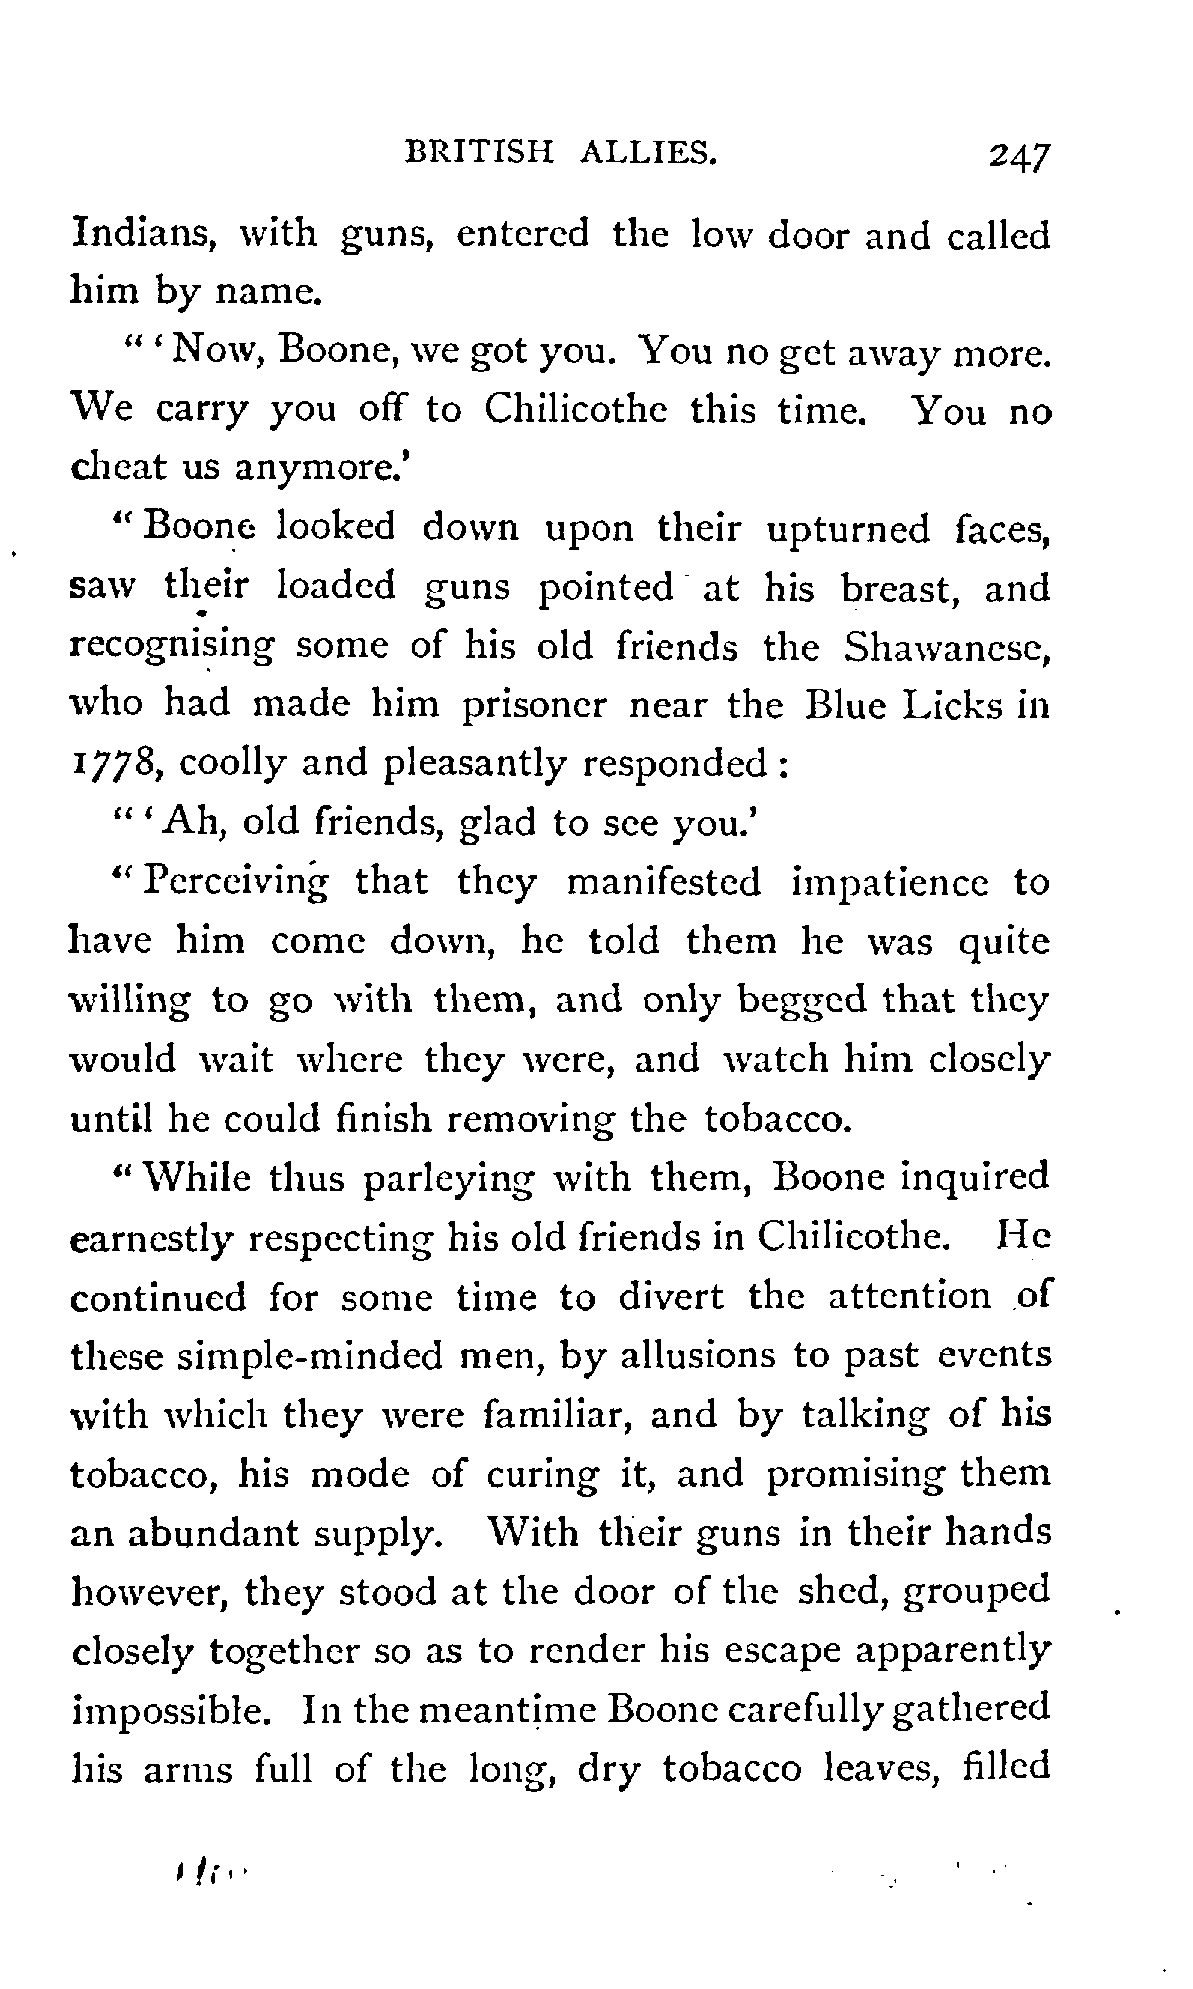 BRITISH ALLIES. 247
Indians, with guns, entered the low door and called
him by name.
" ' Now, Boone, we got you. You no get away more.
We carry you off to Chilicothe this time. You no
cheat us anymore.'
" Boone looked down upon their upturned faces,
saw their loaded guns pointed at his breast, and
recognising some of his old friends the Shawanese,
who had made him prisoner near the Blue Licks in
1778, coolly and pleasantly responded :
" ' Ah, old friends, glad to see you.'
" Perceiving that they manifested impatience to
have him come down, he told them he was quite
willing to go with them, and only begged that they
would wait where they were, and watch him closely
until he could finish removing the tobacco.
" While thus parleying with them, Boone inquired
earnestly respecting his old friends in Chilicothe. He
continued for some time to divert the attention of
these simple-minded men, by allusions to past events
with which they were familiar, and by talking of his
tobacco, his mode of curing it, and promising them
an abundant supply. With their guns in their hands
however, they stood at the door of the shed, grouped
closely together so as to render his escape apparently
impossible. In the meantime Boone carefully gathered
his arms full of the long, dry tobacco leaves, filled